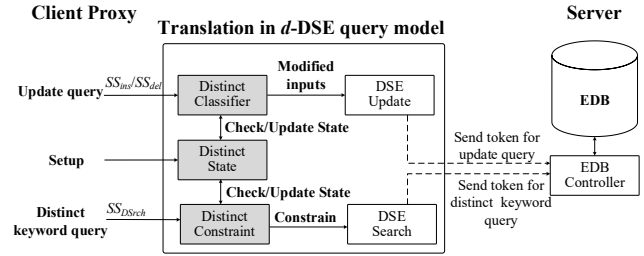 Client Proxy
Server
Translation in d-DSE query model
Update query
SSins/SSdel
Distinct
Classifier
Modified
inputs
DSE
Update
EDB
Check/Update State
Setup
Distinct
State
Send token for
update query
EDB
Controller
Check/Update State
Send token for
distinct keyword
query
Distinct
keyword query
SSDSrch
Distinct
Constraint
Constrain
DSE
Search